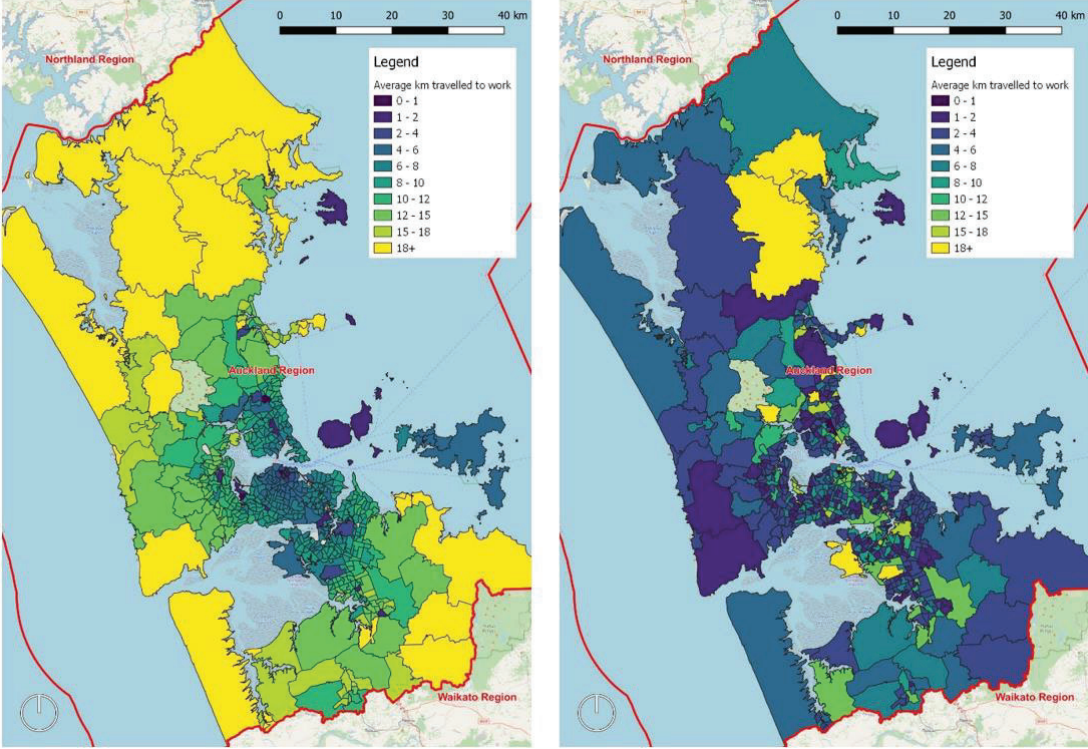 0 10 20 40 km
Northland Region
Legend
Average km travelled to work
0 - 1
1 - 2
2 - 4
4 - 6
6 - 8
8 - 10
10 - 12
12 - 15
15 - 18
18+
Auckland Region
Waikato Region
0 10 20 40 km
Northland Region
Legend
Average km travelled to work
0 - 1
1 - 2
2 - 4
4 - 6
6 - 8
8 - 10
10 - 12
12 - 15
15 - 18
18+
Auckland Region
Waikato Region